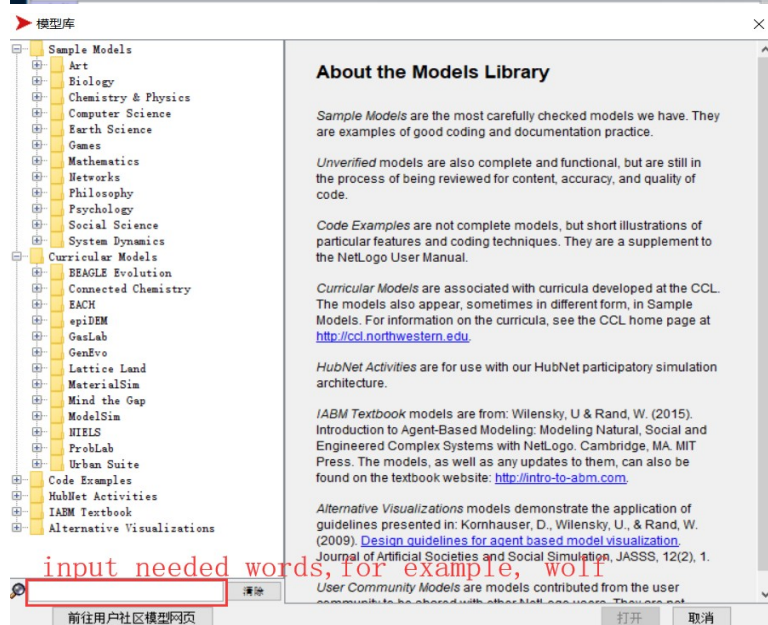 模型库
Sample Models
Art
Biology
Chemistry & Physics
Computer Science
Earth Science
Games
Mathematics
Networks
Philosophy
Psychology
Social Science
System Dynamics
Curricular Models
BEAGLE Evolution
Connected Chemistry
EACH
epiDEM
GasLab
GenEvo
Lattice Land
MaterialSim
Mind the Gap
ModelSim
NIELS
ProbLab
Urban Suite
Code Examples
HubNet Activities
IABM Textbook
Alternative Visualizations
About the Models Library
Sample Models are the most carefully checked models we have. They
are examples of good coding and documentation practice.
Unverified models are also complete and functional, but are still in
the process of being reviewed for content, accuracy, and quality of
code.
Code Examples are not complete models, but short illustrations of
particular features and coding techniques. They are a supplement to
the NetLogo User Manual.
Curricular Models are associated with curricula developed at the CCL.
The models also appear, sometimes in different form, in Sample
Models. For information on the curricula, see the CCL home page at
http://ccl.northwestern.edu.
HubNet Activities are for use with our HubNet participatory simulation
architecture.
IABM Textbook models are from: Wilensky, U & Rand, W. (2015).
Introduction to Agent-Based Modeling: Modeling Natural, Social and
Engineered Complex Systems with NetLogo. Cambridge, MA. MIT
Press. The models, as well as any updates to them, can also be
found on the textbook website: http://intro-to-abm.com.
Alternative Visualizations models demonstrate the application of
guidelines presented in: Kornhauser, D., Wilensky, U., & Rand, W.
(2009). Design guidelines for agent based model visualization.
Journal of Artificial Societies and Social Simulation, JASSS, 12(2), 1.
input needed words,for example, wolf
User Community Models are models contributed from the user
community to be shared with other NetLogo users. They are not
清除
前往用户社区模型网页
打开
取消